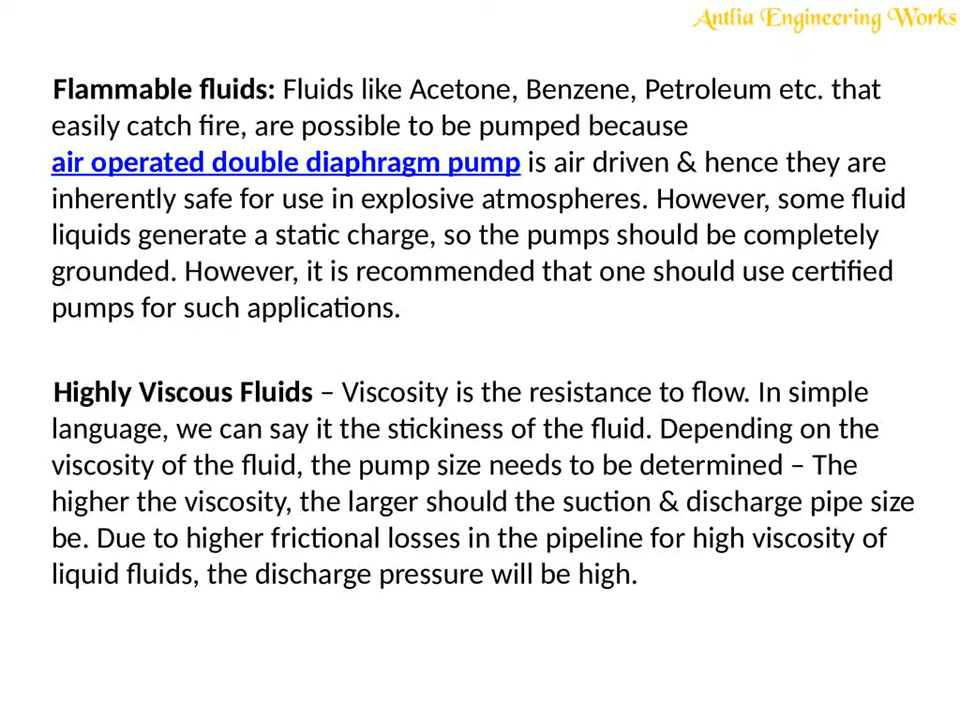 Antlia Engineering Works
Flammable fluids: Fluids like Acetone, Benzene, Petroleum etc. that
easily catch fire, are possible to be pumped because
air operated double diaphragm pump is air driven & hence they are
inherently safe for use in explosive atmospheres. However, some fluid
liquids generate a static charge, so the pumps should be completely
grounded. However, it is recommended that one should use certified
pumps for such applications.
Highly Viscous Fluids – Viscosity is the resistance to flow. In simple
language, we can say it the stickiness of the fluid. Depending on the
viscosity of the fluid, the pump size needs to be determined – The
higher the viscosity, the larger should the suction & discharge pipe size
be. Due to higher frictional losses in the pipeline for high viscosity of
liquid fluids, the discharge pressure will be high.